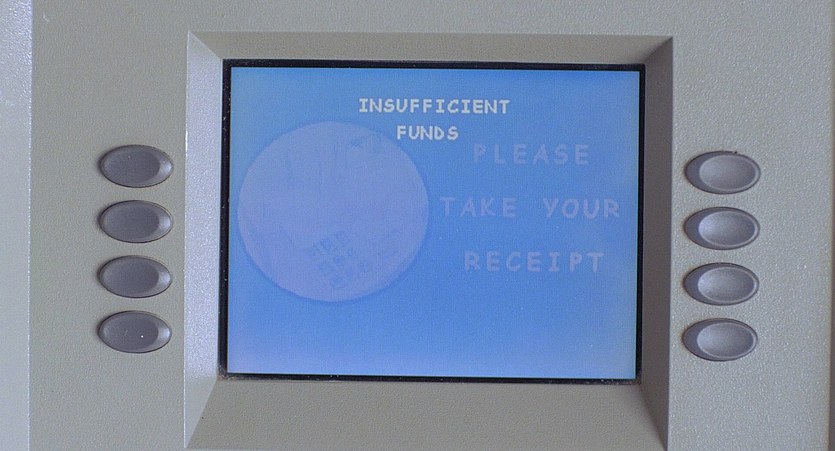 INSUFFICIENT
FUNDS
PLEASE
TAKE YOUR
RECEIPT